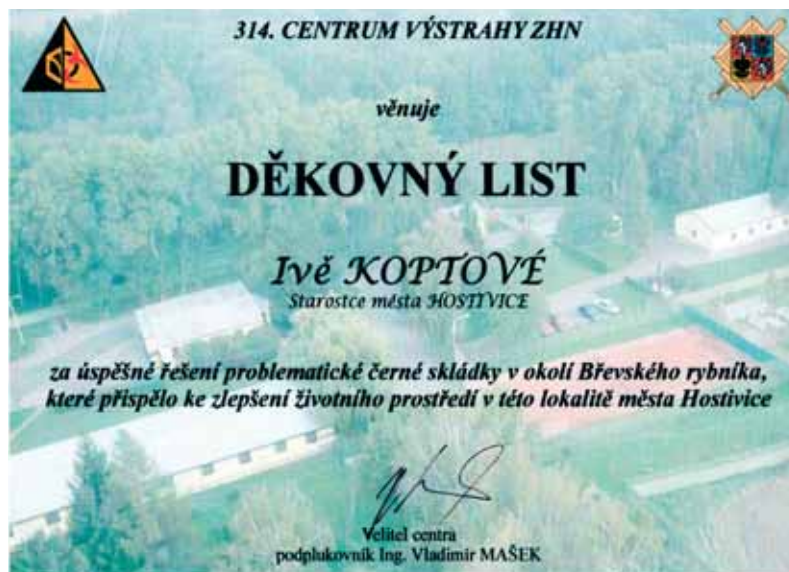 314. CENTRUM VÝSTRAHY ZHN
věnuje
DĚKOVNÝ LIST
Ivě KOPTOVÉ
Starostce města HOSTIVICE
za úspěšné řešení problematické černé skládky v okolí Břevského rybníka,
které přispělo ke zlepšení životního prostředí v této lokalitě města Hostivice
Velitel centra
podplukovník Ing. Vladimír MAŠEK